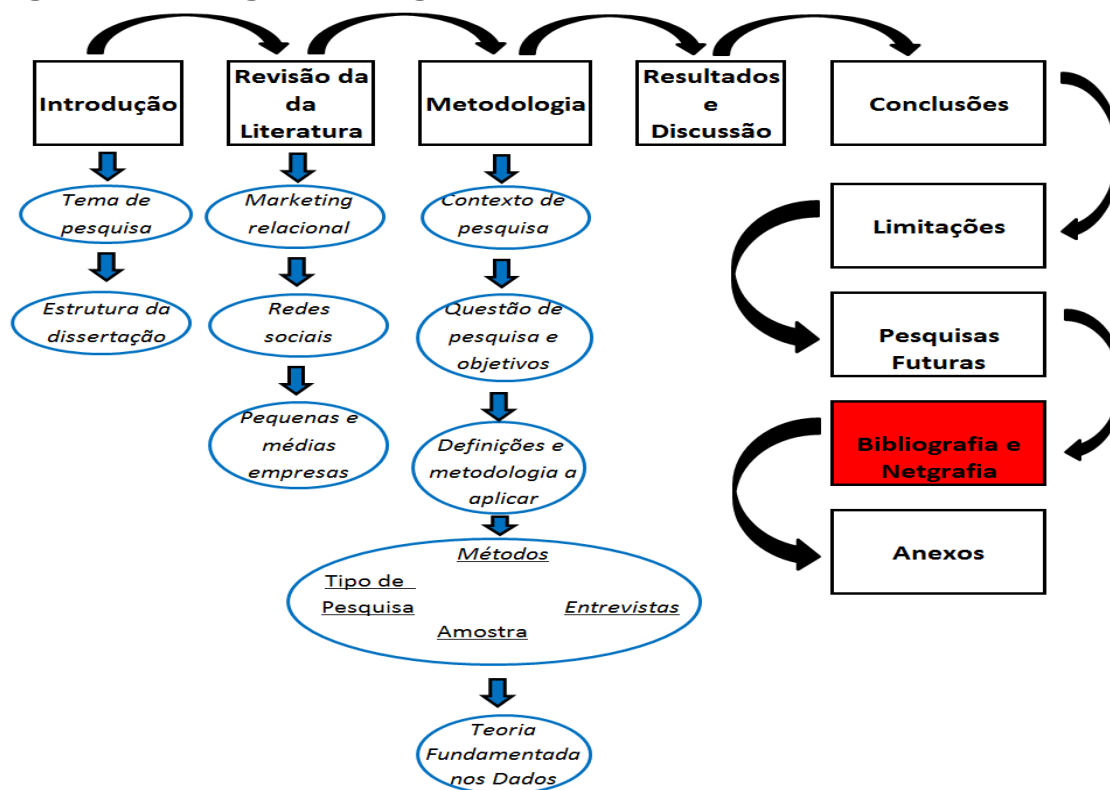 Introdução
Revisão da
da
Literatura
Metodologia
Resultados
e
Discussão
Conclusões
Tema de
pesquisa
Estrutura da
dissertação
Marketing
relacional
Redes
sociais
Pequenas e
médias
empresas
Contexto de
pesquisa
Questão de
pesquisa e
objetivos
Definições e
metodologia a
aplicar
Métodos
Tipo de
Pesquisa
Entrevistas
Amostra
Teoria
Fundamentada
nos Dados
Limitações
Pesquisas
Futuras
Bibliografia e
Netgrafia
Anexos